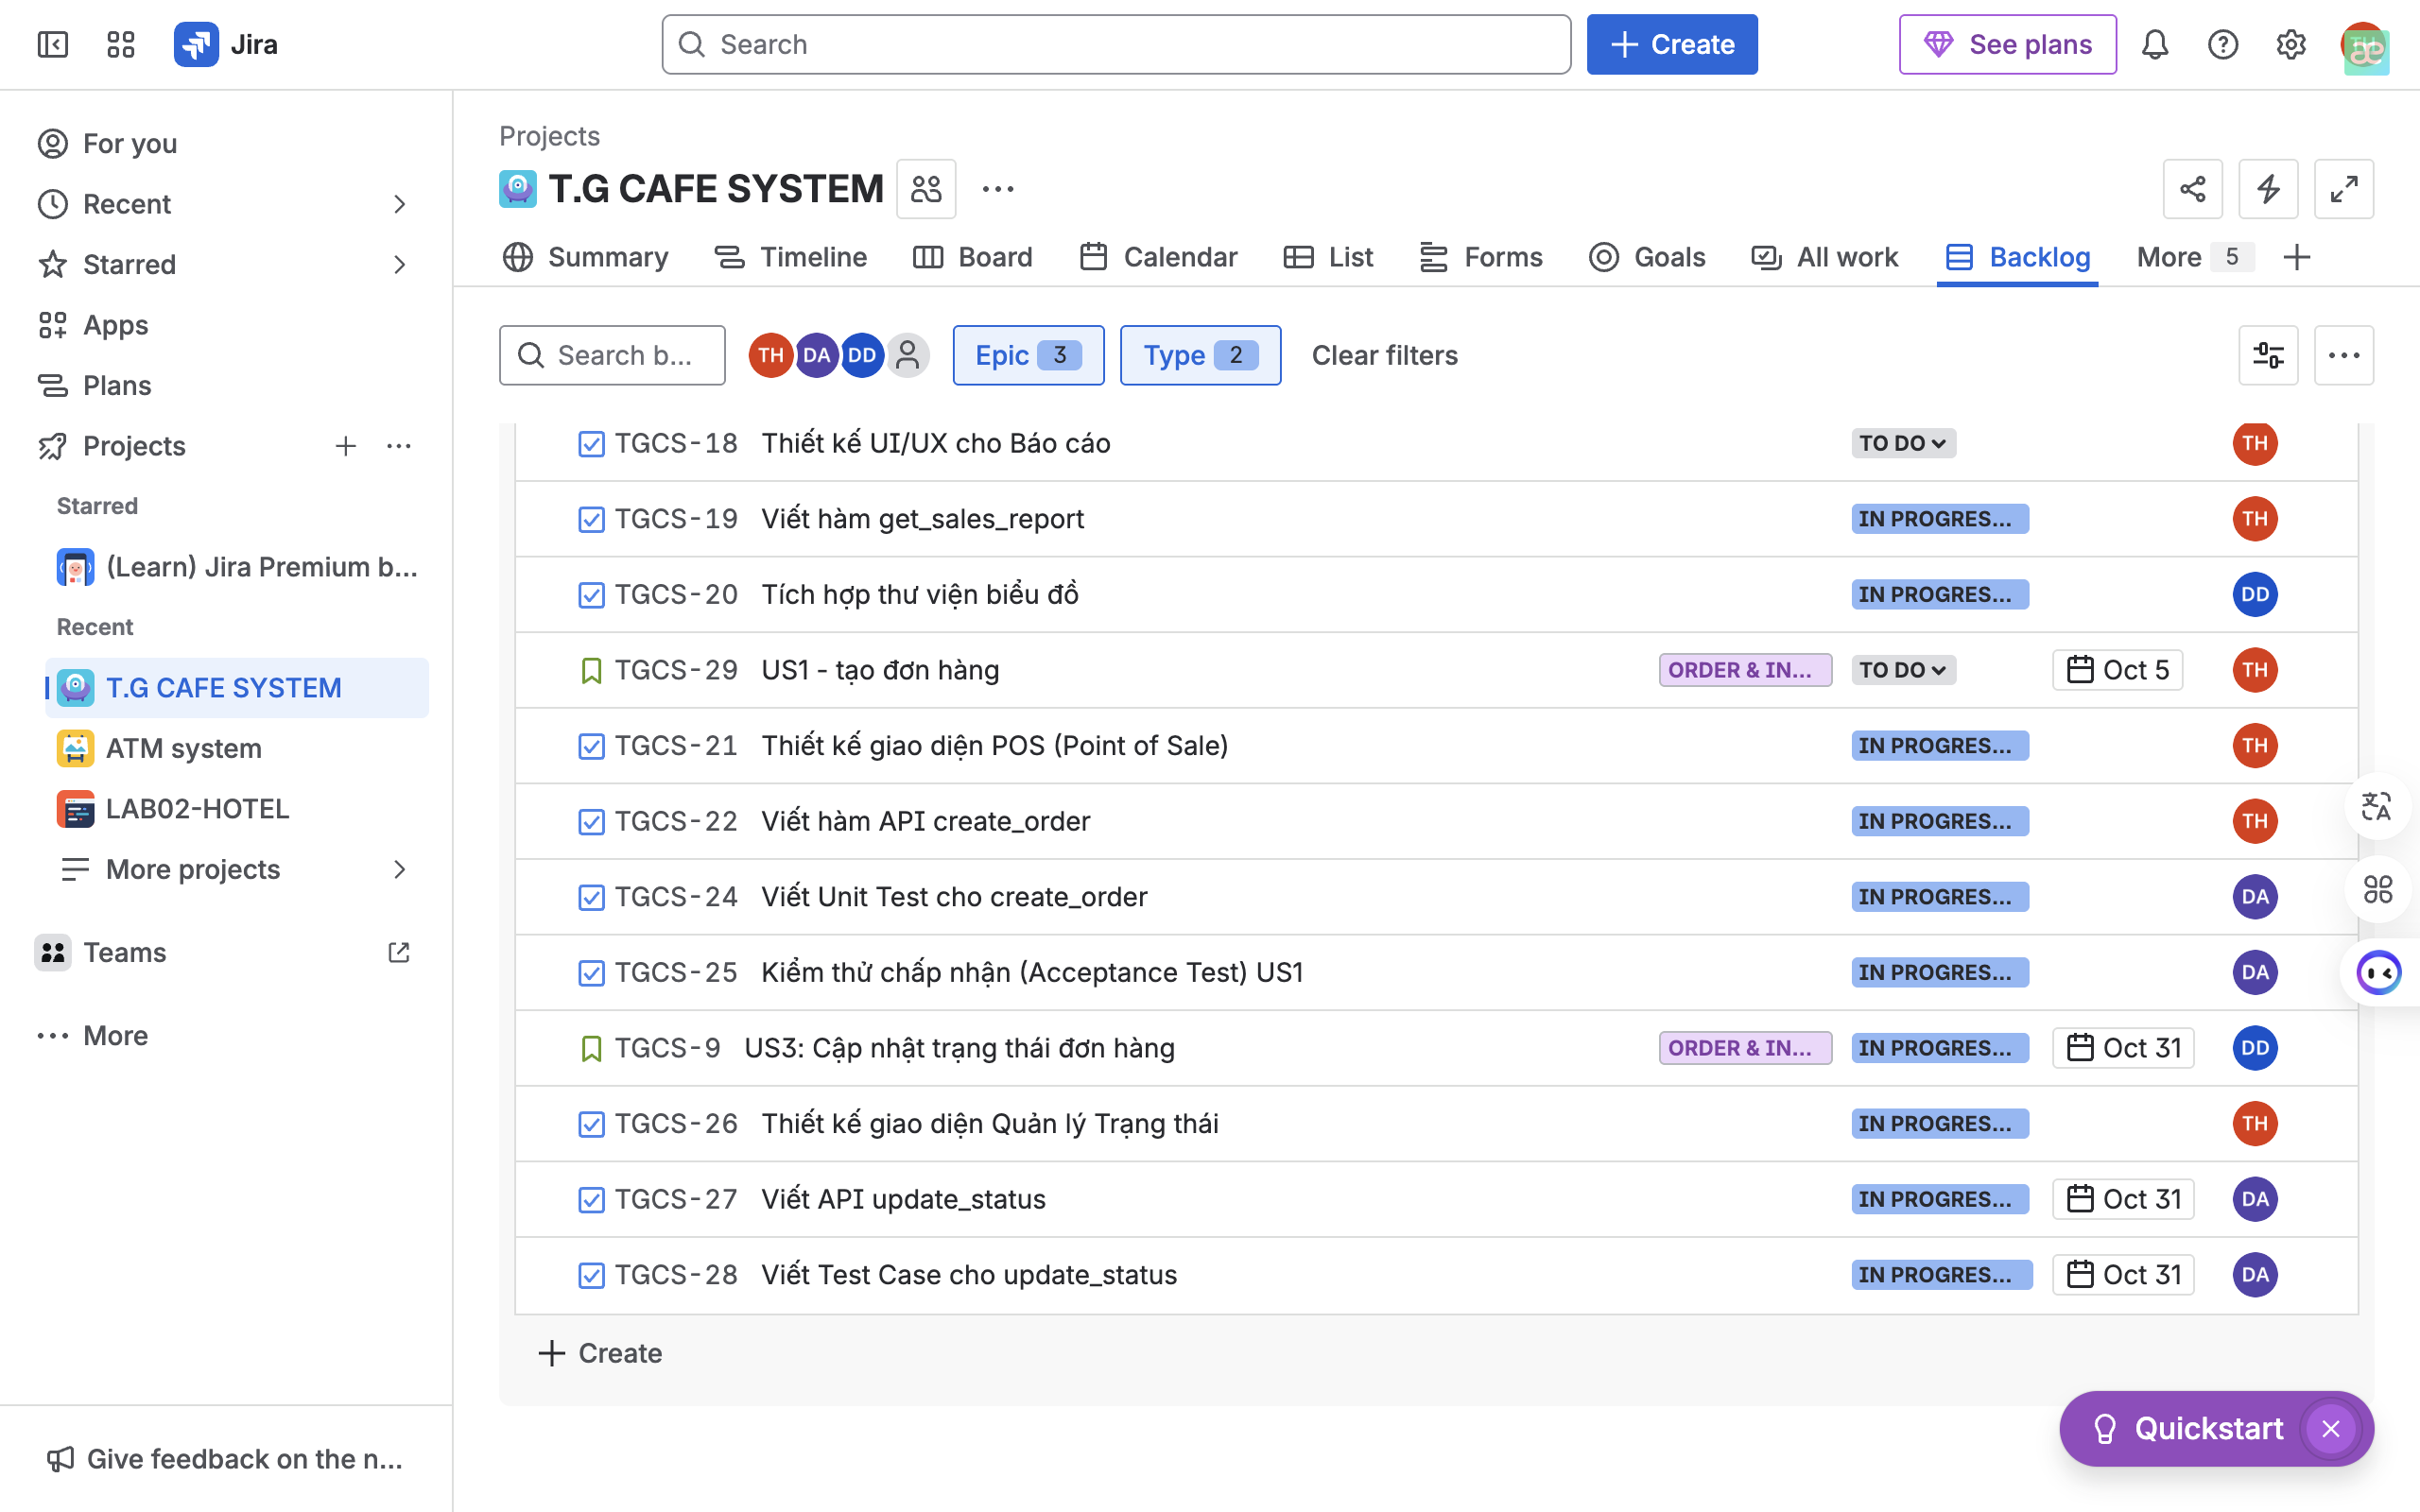 Jira
Search
Create
See plans
For you
Recent
Starred
Apps
Plans
Projects
Starred
(Learn) Jira Premium b...
Recent
T.G CAFE SYSTEM
ATM system
LAB02-HOTEL
More projects
Teams
More
Give feedback on the n...
Projects
T.G CAFE SYSTEM
Summary Timeline Board Calendar List Forms Goals All work Backlog More 5
Search b... TH DA DD Epic 3 Type 2 Clear filters
TGCS-18 Thiết kế UI/UX cho Báo cáo TO DO TH
TGCS-19 Viết hàm get_sales_report IN PROGRES... TH
TGCS-20 Tích hợp thư viện biểu đồ IN PROGRES... DD
TGCS-29 US1 - tạo đơn hàng ORDER & IN... TO DO Oct 5 TH
TGCS-21 Thiết kế giao diện POS (Point of Sale) IN PROGRES... TH
TGCS-22 Viết hàm API create_order IN PROGRES... TH
TGCS-24 Viết Unit Test cho create_order IN PROGRES... DA
TGCS-25 Kiểm thử chấp nhận (Acceptance Test) US1 IN PROGRES... DA
TGCS-9 US3: Cập nhật trạng thái đơn hàng ORDER & IN... IN PROGRES... Oct 31 DD
TGCS-26 Thiết kế giao diện Quản lý Trạng thái IN PROGRES... TH
TGCS-27 Viết API update_status IN PROGRES... Oct 31 DA
TGCS-28 Viết Test Case cho update_status IN PROGRES... Oct 31 DA
Create
Quickstart